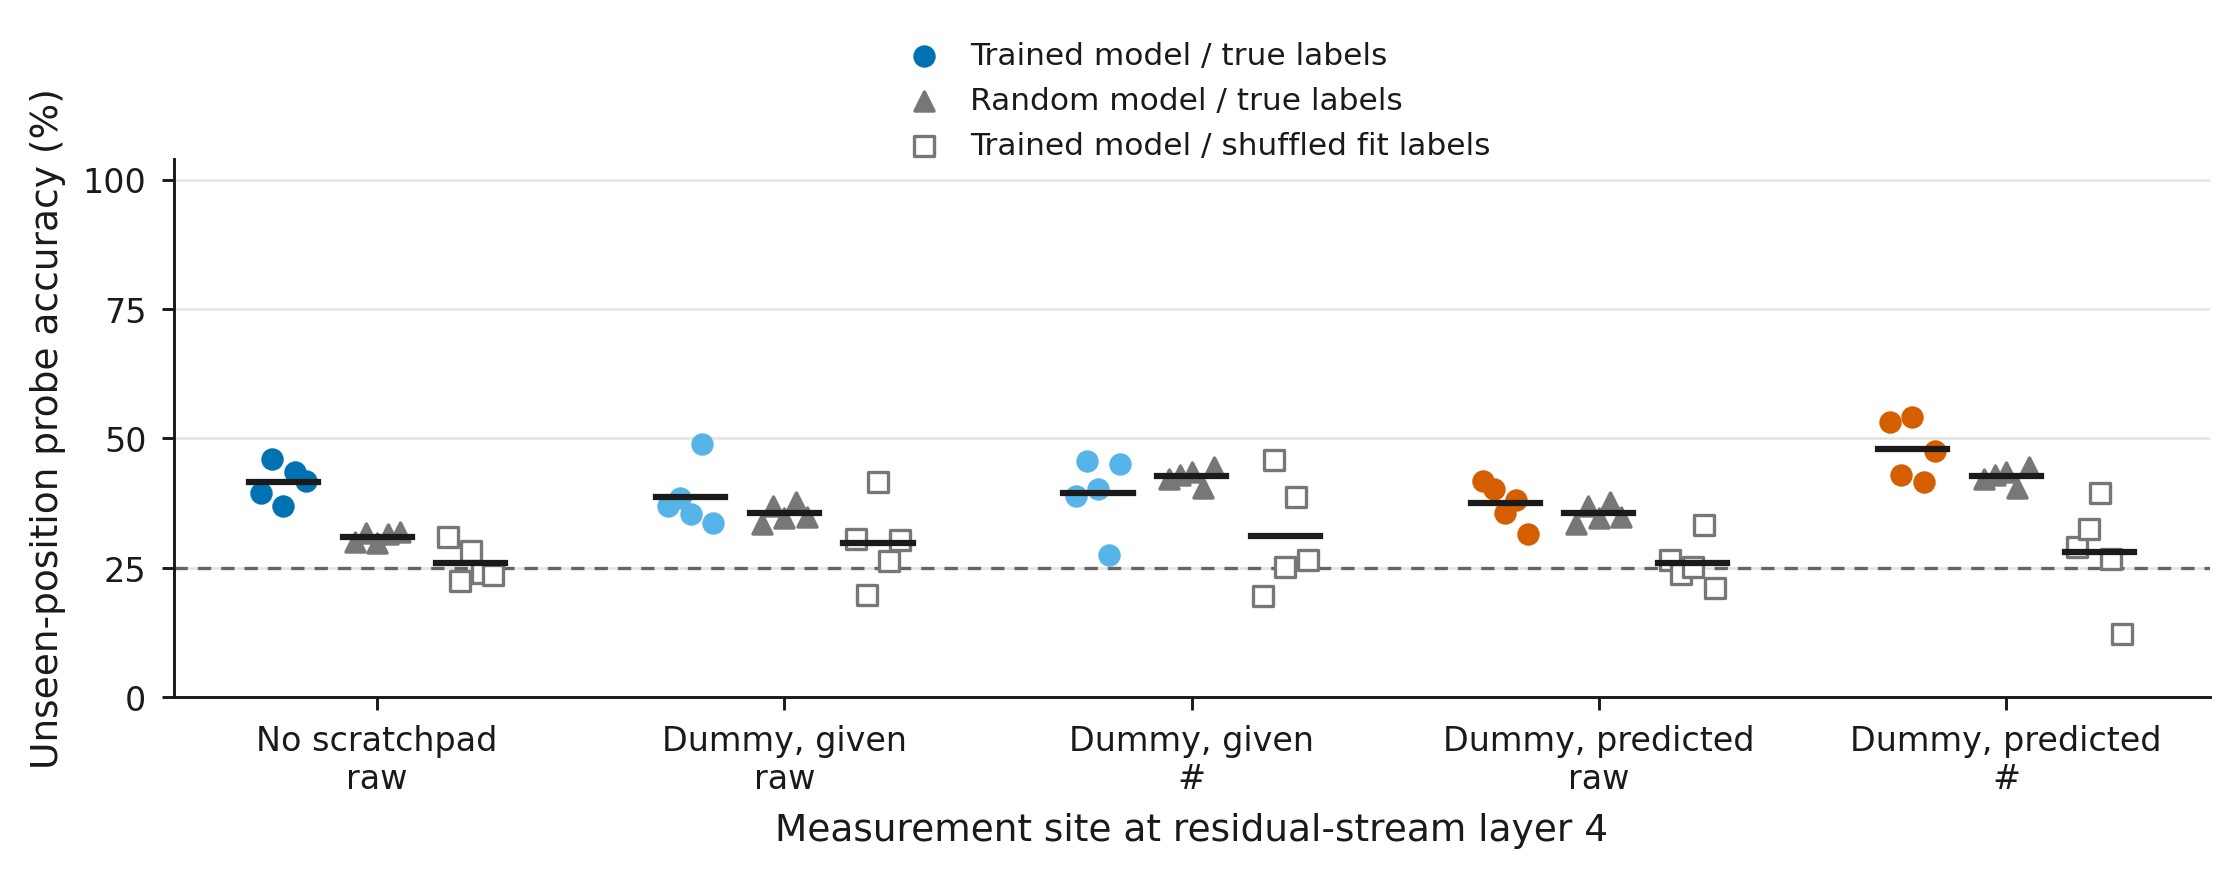 Trained model / true labels
Random model / true labels
Trained model / shuffled fit labels
Unseen-position probe accuracy (%)
100
75
50
25
0
No scratchpad
raw
Dummy, given
raw
Dummy, given
#
Dummy, predicted
raw
Dummy, predicted
#
Measurement site at residual-stream layer 4